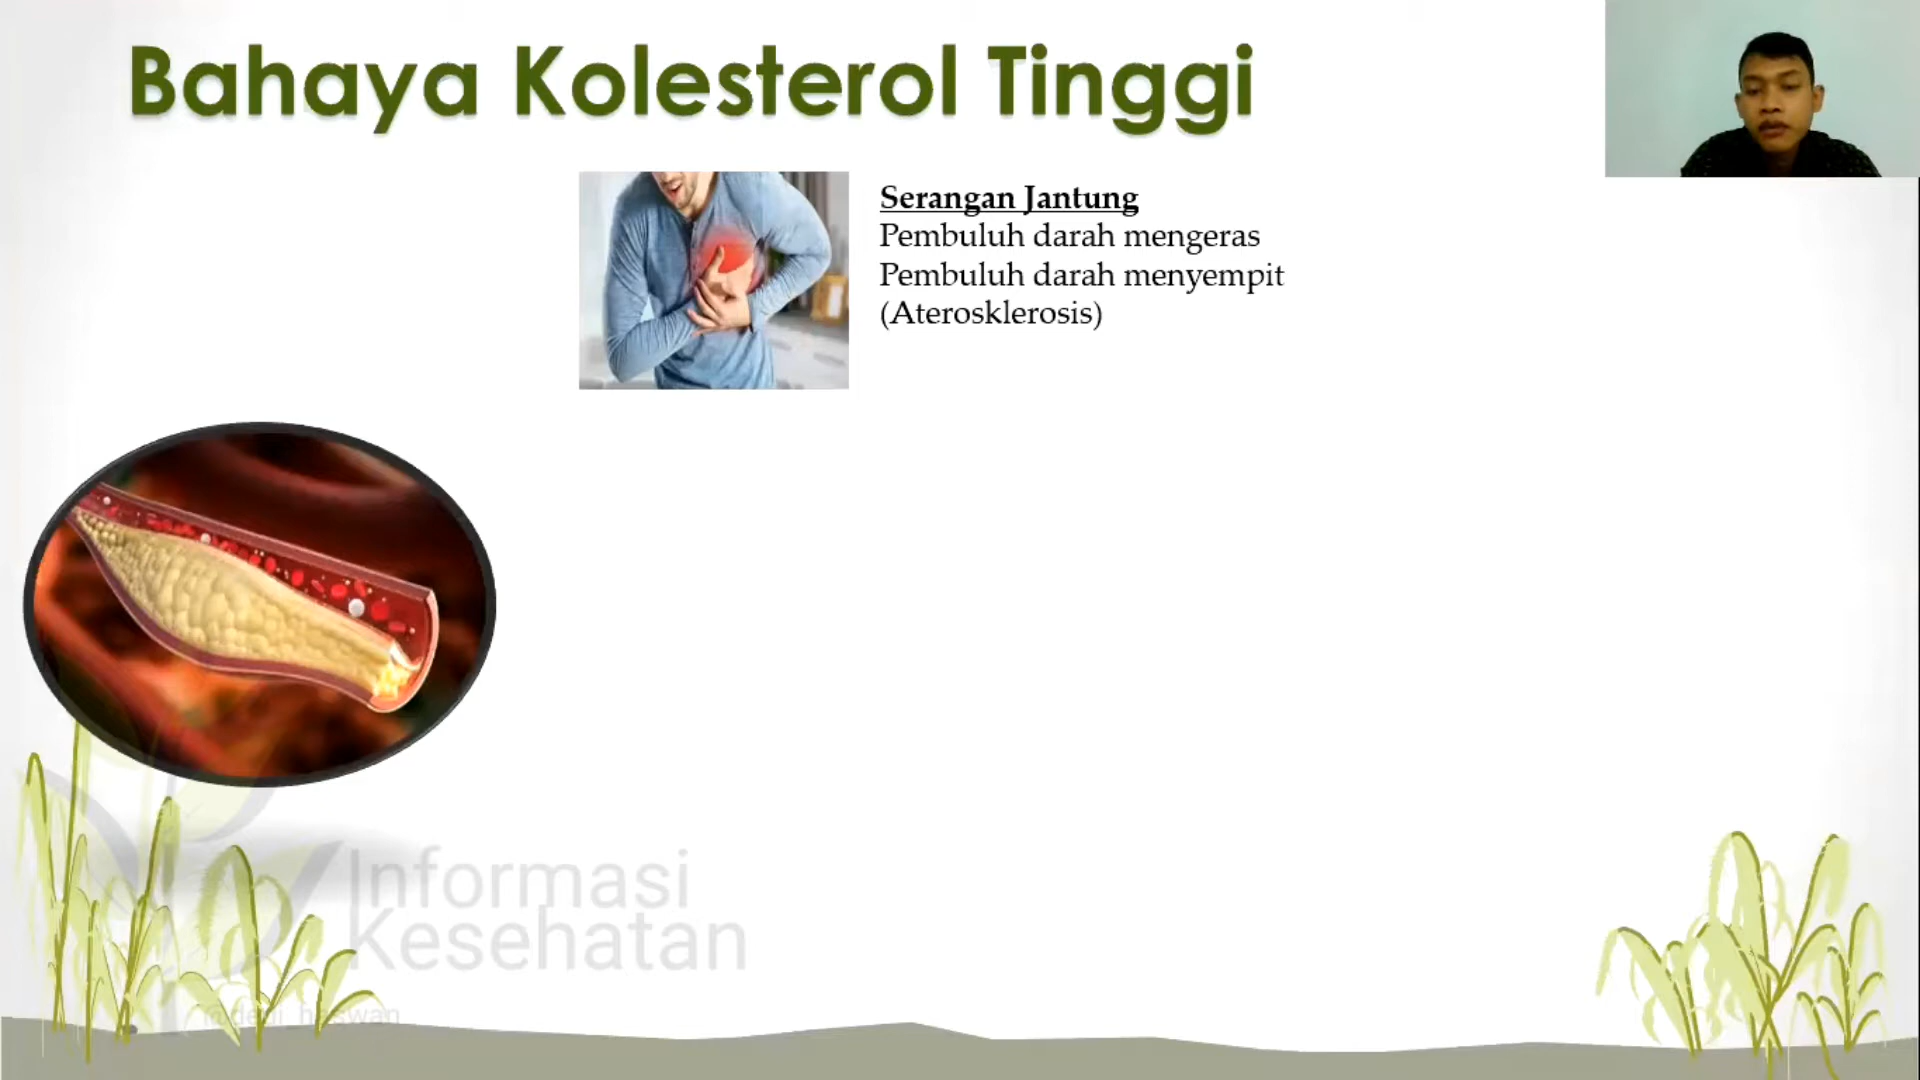 Bahaya Kolesterol Tinggi
Serangan Jantung
Pembuluh darah mengeras
Pembuluh darah menyempit
(Aterosklerosis)
Informasi
Kesehatan